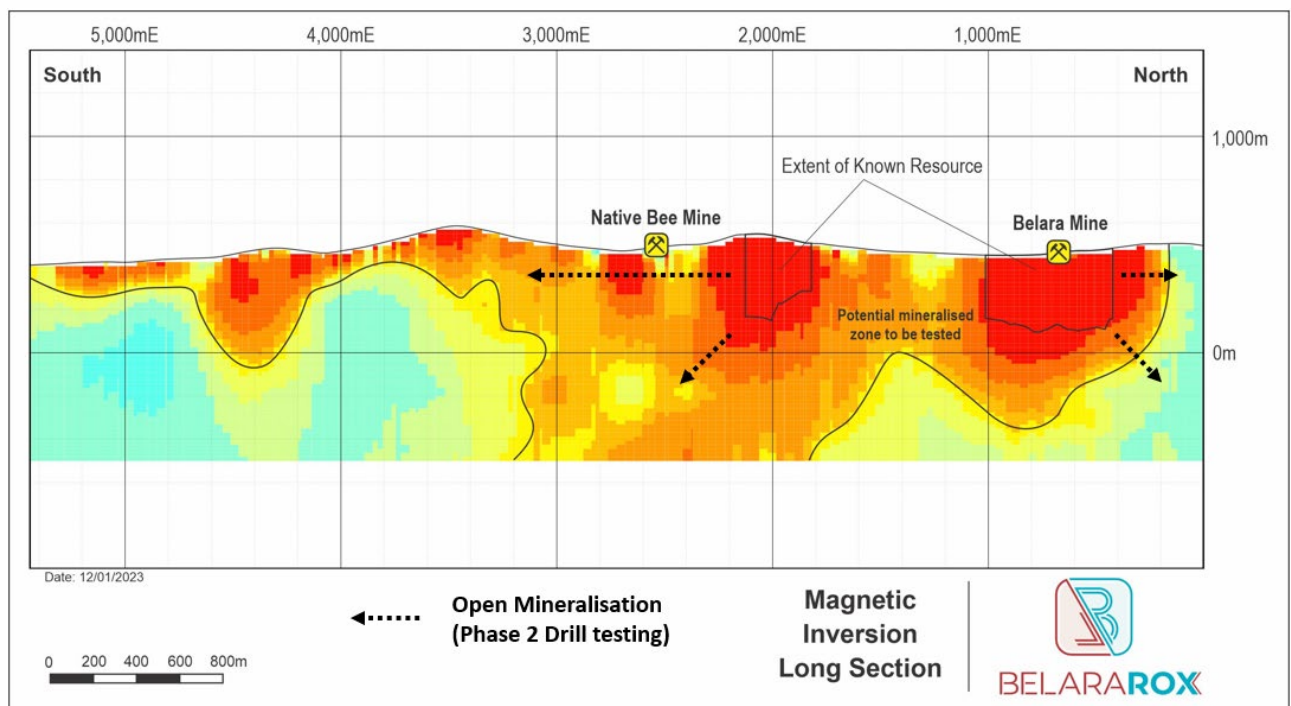 5,000mE 4,000mE 3,000mE 2,000mE 1,000mE
South North
1,000m
Extent of Known Resource
Native Bee Mine Belara Mine
Potential mineralised
zone to be tested
0m
Date: 12/01/2023
Open Mineralisation
(Phase 2 Drill testing)
0 200 400 600 800m
Magnetic
Inversion
Long Section
BELARAROX